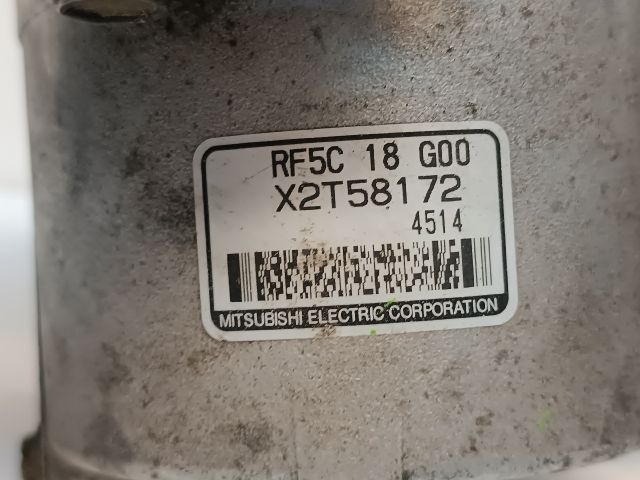 RF5C 18 G00
X2T58172
4514
MITSUBISHI ELECTRIC CORPORATION